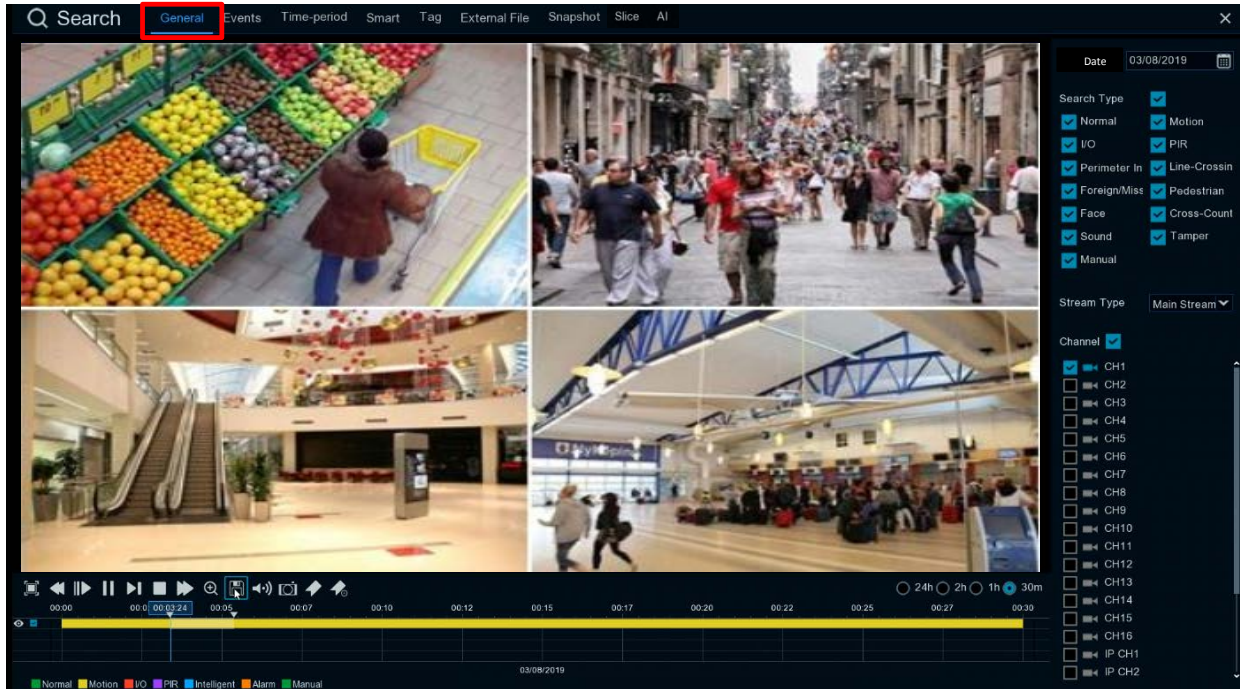 Search General Events Time-period Smart Tag External File Snapshot Slice AI
Date 03/08/2019
Search Type
Normal Motion
I/O PIR
Perimeter In Line-Crossin
Foreign/Miss Pedestrian
Face Cross-Count
Sound Tamper
Manual
Stream Type Main Stream
Channel
CH1
CH2
CH3
CH4
CH5
CH6
CH7
CH8
CH9
CH10
CH11
CH12
CH13
CH14
CH15
CH16
IP CH1
IP CH2
24h 2h 1h 30m
00:00 00:0 00:03:24 00:05 00:07 00:10 00:12 00:15 00:17 00:20 00:22 00:25 00:27 00:30
03/08/2019
Normal Motion I/O PIR Intelligent Alarm Manual